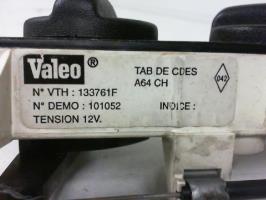 Valeo®
TAB DE CDES
A64 CH
042
N° VTH : 133761F
N° DEMO : 101052 INDICE :
TENSION 12V.